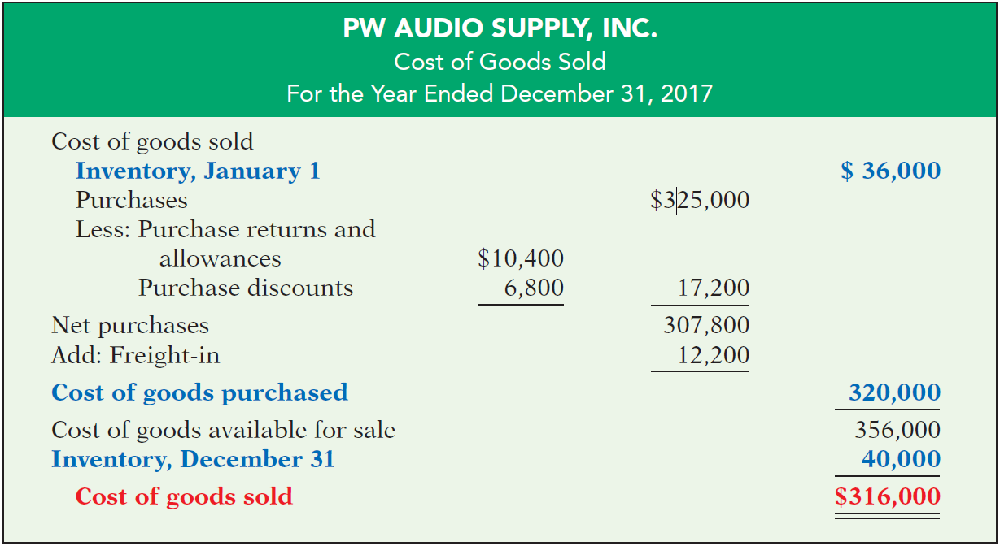 PW AUDIO SUPPLY, INC.
Cost of Goods Sold
For the Year Ended December 31, 2017
Cost of goods sold
Inventory, January 1 $ 36,000
Purchases $325,000
Less: Purchase returns and
allowances $10,400
Purchase discounts 6,800 17,200
Net purchases 307,800
Add: Freight-in 12,200
Cost of goods purchased 320,000
Cost of goods available for sale 356,000
Inventory, December 31 40,000
Cost of goods sold $316,000